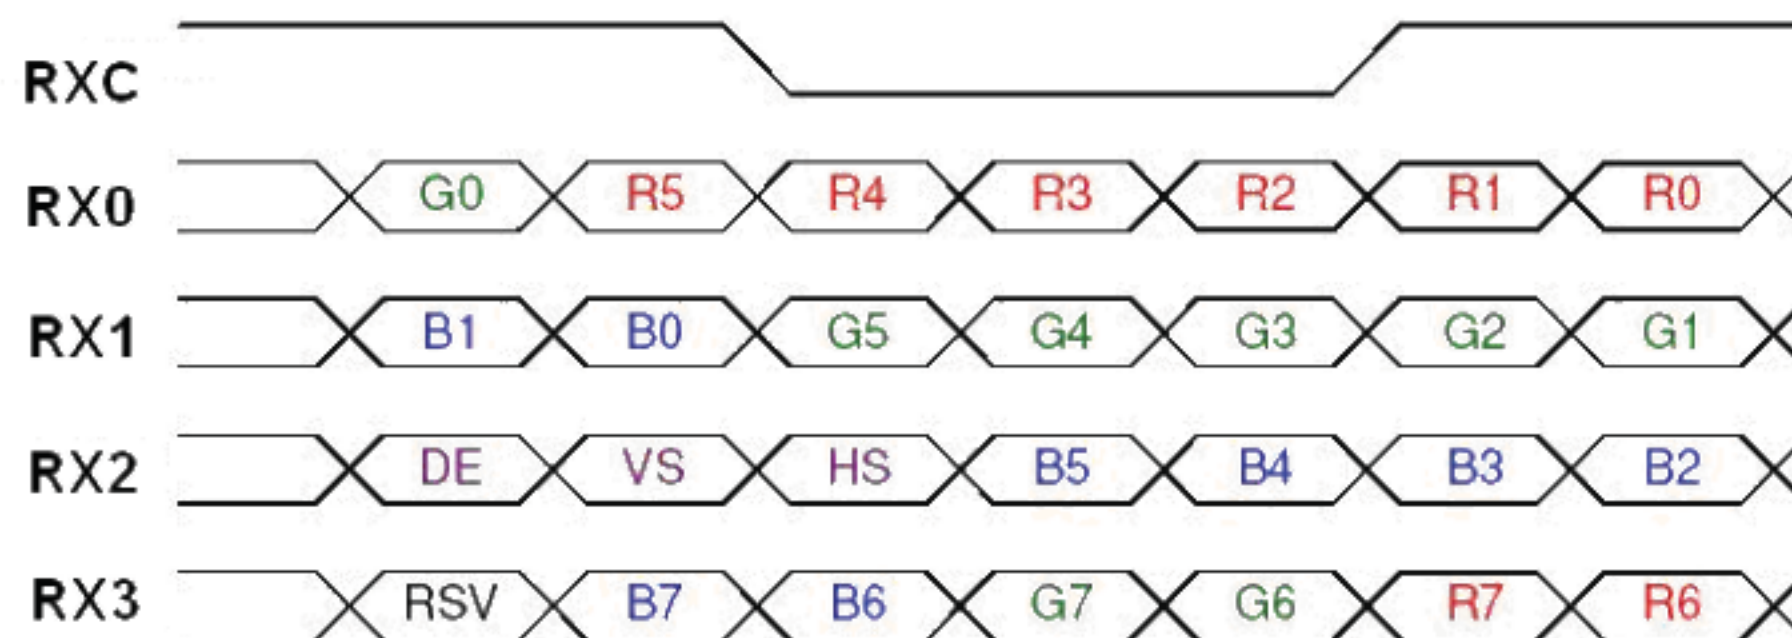 RXC
RX0 G0 R5 R4 R3 R2 R1 R0
RX1 B1 B0 G5 G4 G3 G2 G1
RX2 DE VS HS B5 B4 B3 B2
RX3 RSV B7 B6 G7 G6 R7 R6